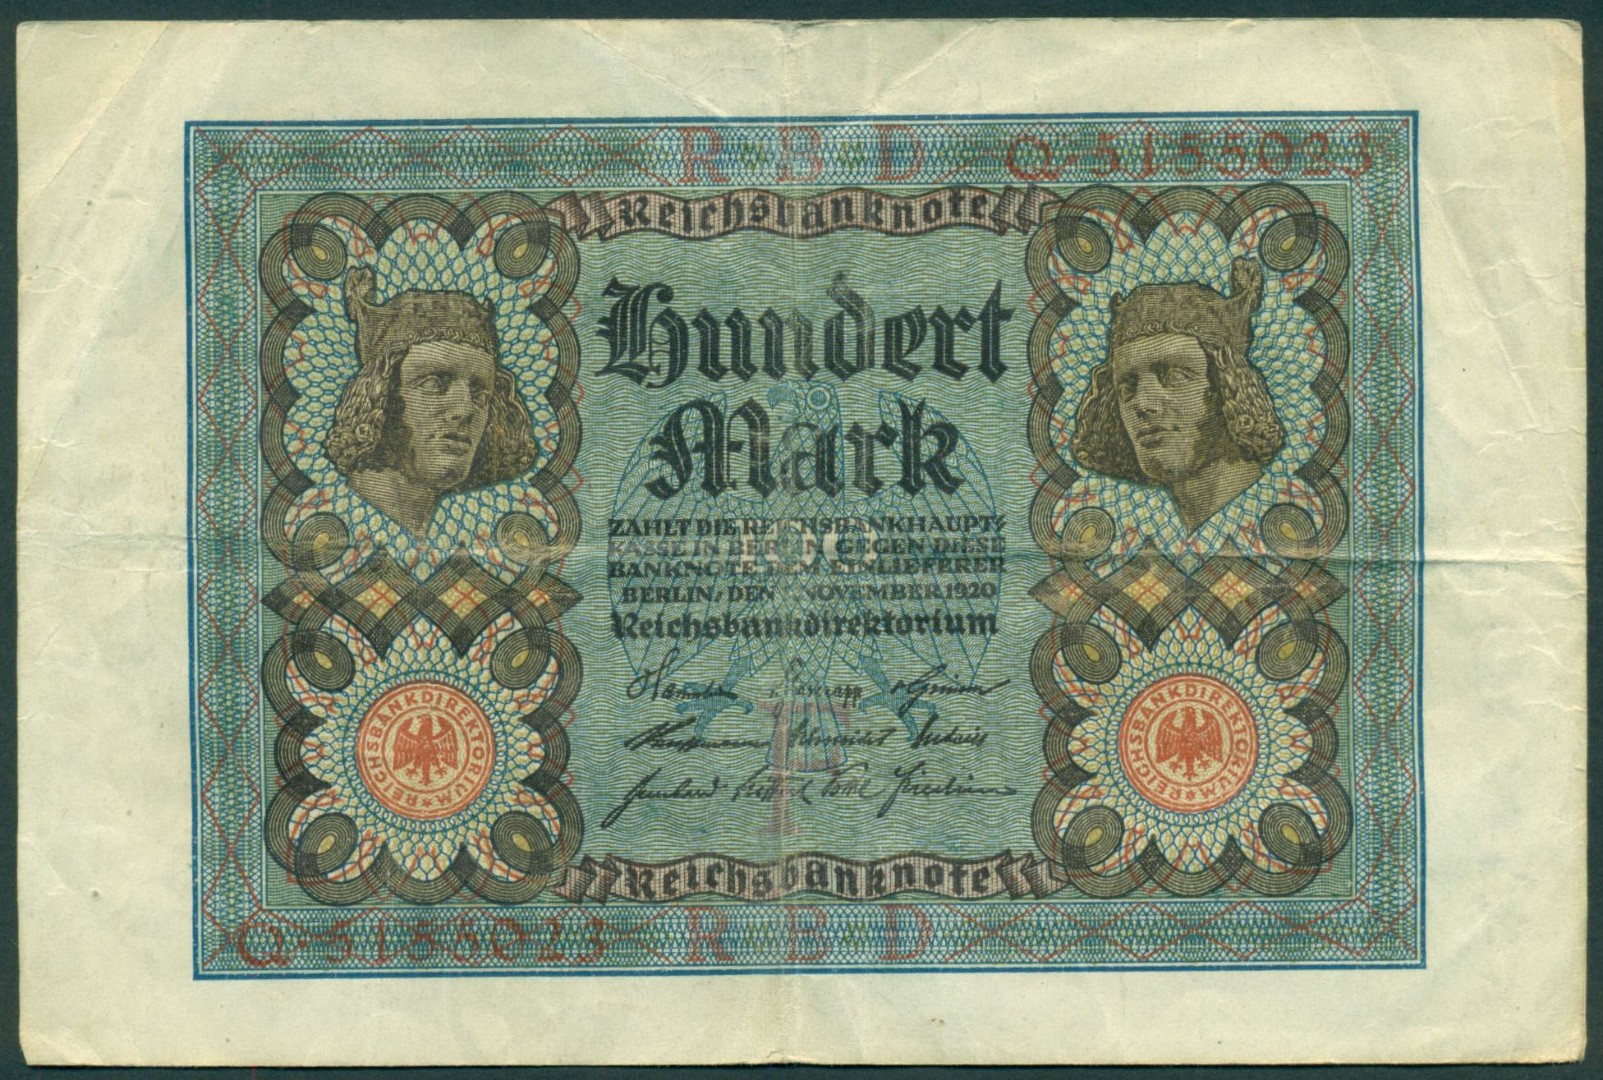 R B D Q·5155023
Reichsbanknote
Hundert
Mark
ZAHLT DIE REICHSBANKHAUPT-
KASSE IN BERLIN GEGEN DIESE
BANKNOTE DEM EINLIEFERER
BERLIN, DEN 1. NOVEMBER 1920
Reichsbankdirektorium
REICHSBANKDIREKTORIUM
REICHSBANKDIREKTORIUM
Reichsbanknote
Q·5155023 R B D